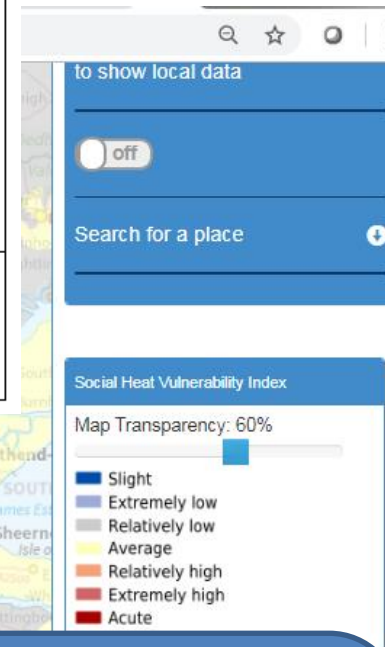 to show local data
off
Search for a place
Social Heat Vulnerability Index
Map Transparency: 60%
Slight
Extremely low
Relatively low
Average
Relatively high
Extremely high
Acute